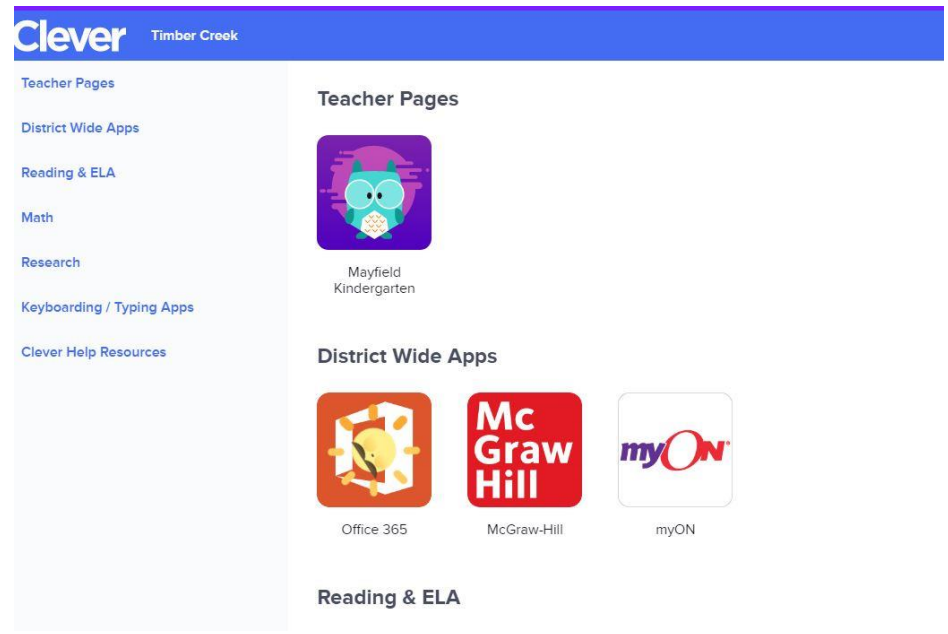 Clever Timber Creek
Teacher Pages
District Wide Apps
Reading & ELA
Math
Research
Keyboarding / Typing Apps
Clever Help Resources
Teacher Pages
Mayfield
Kindergarten
District Wide Apps
Mc
Graw
Hill
myON
Office 365
McGraw-Hill
myON
Reading & ELA